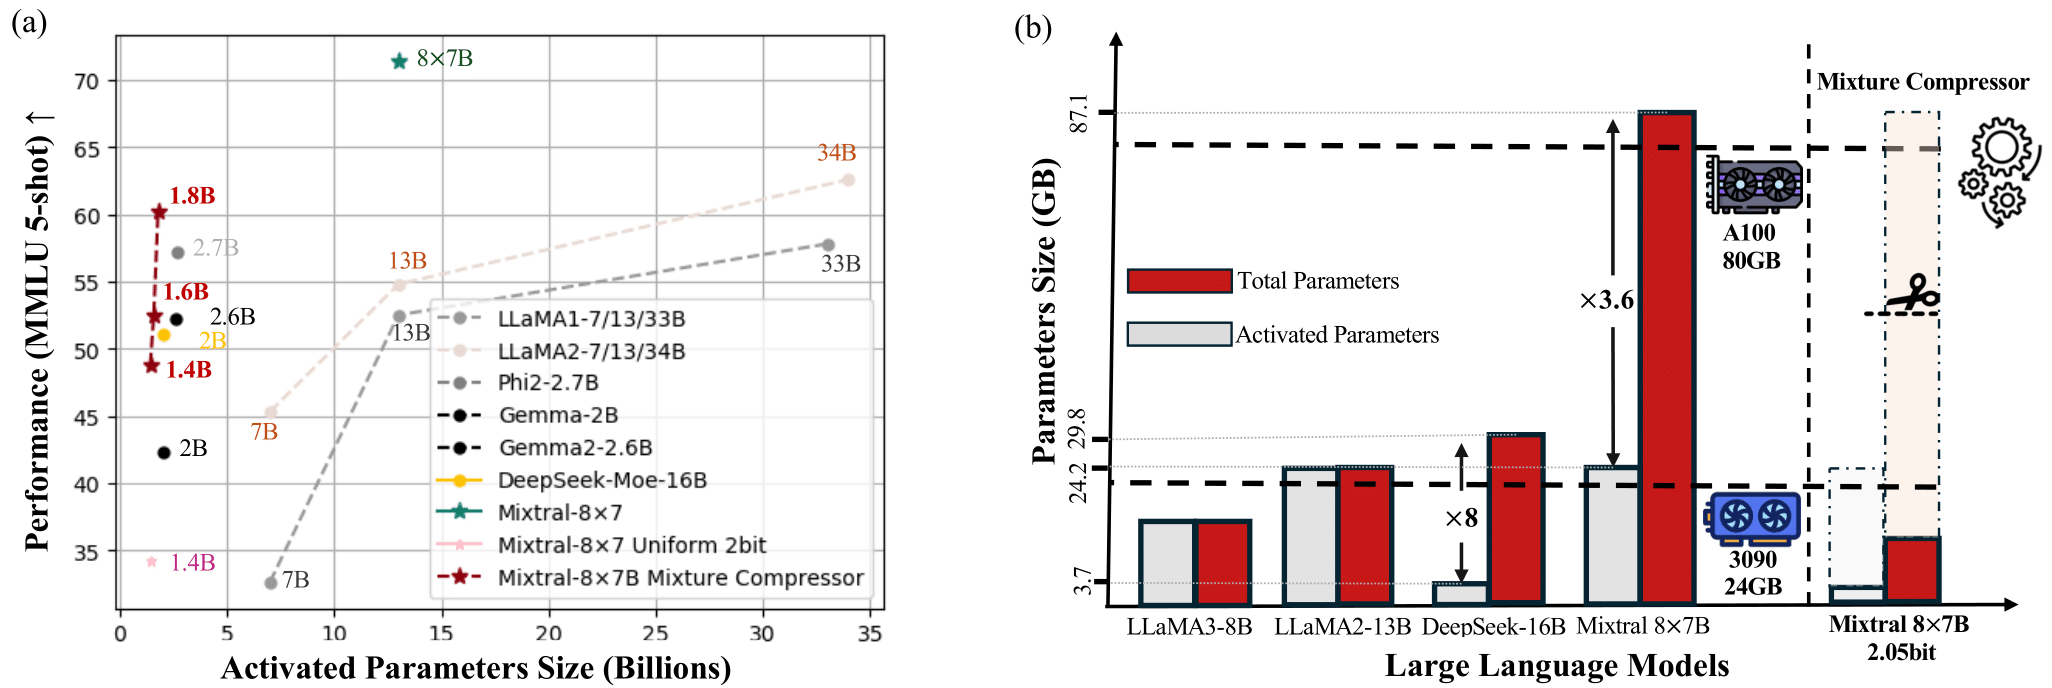 (a)
Performance (MMLU 5-shot) ↑
70
65
60
55
50
45
40
35
0
5
10
15
20
25
30
35
Activated Parameters Size (Billions)
8×7B
34B
1.8B
2.7B
13B
33B
1.6B
2.6B
2B
13B
1.4B
7B
2B
1.4B
7B
LLaMA1-7/13/33B
LLaMA2-7/13/34B
Phi2-2.7B
Gemma-2B
Gemma2-2.6B
DeepSeek-Moe-16B
Mixtral-8×7
Mixtral-8×7 Uniform 2bit
Mixtral-8×7B Mixture Compressor
(b)
Parameters Size (GB)
87.1
29.8
24.2
3.7
Mixture Compressor
A100
80GB
Total Parameters
Activated Parameters
×3.6
×8
3090
24GB
LLaMA3-8B
LLaMA2-13B
DeepSeek-16B
Mixtral 8×7B
Mixtral 8×7B
2.05bit
Large Language Models